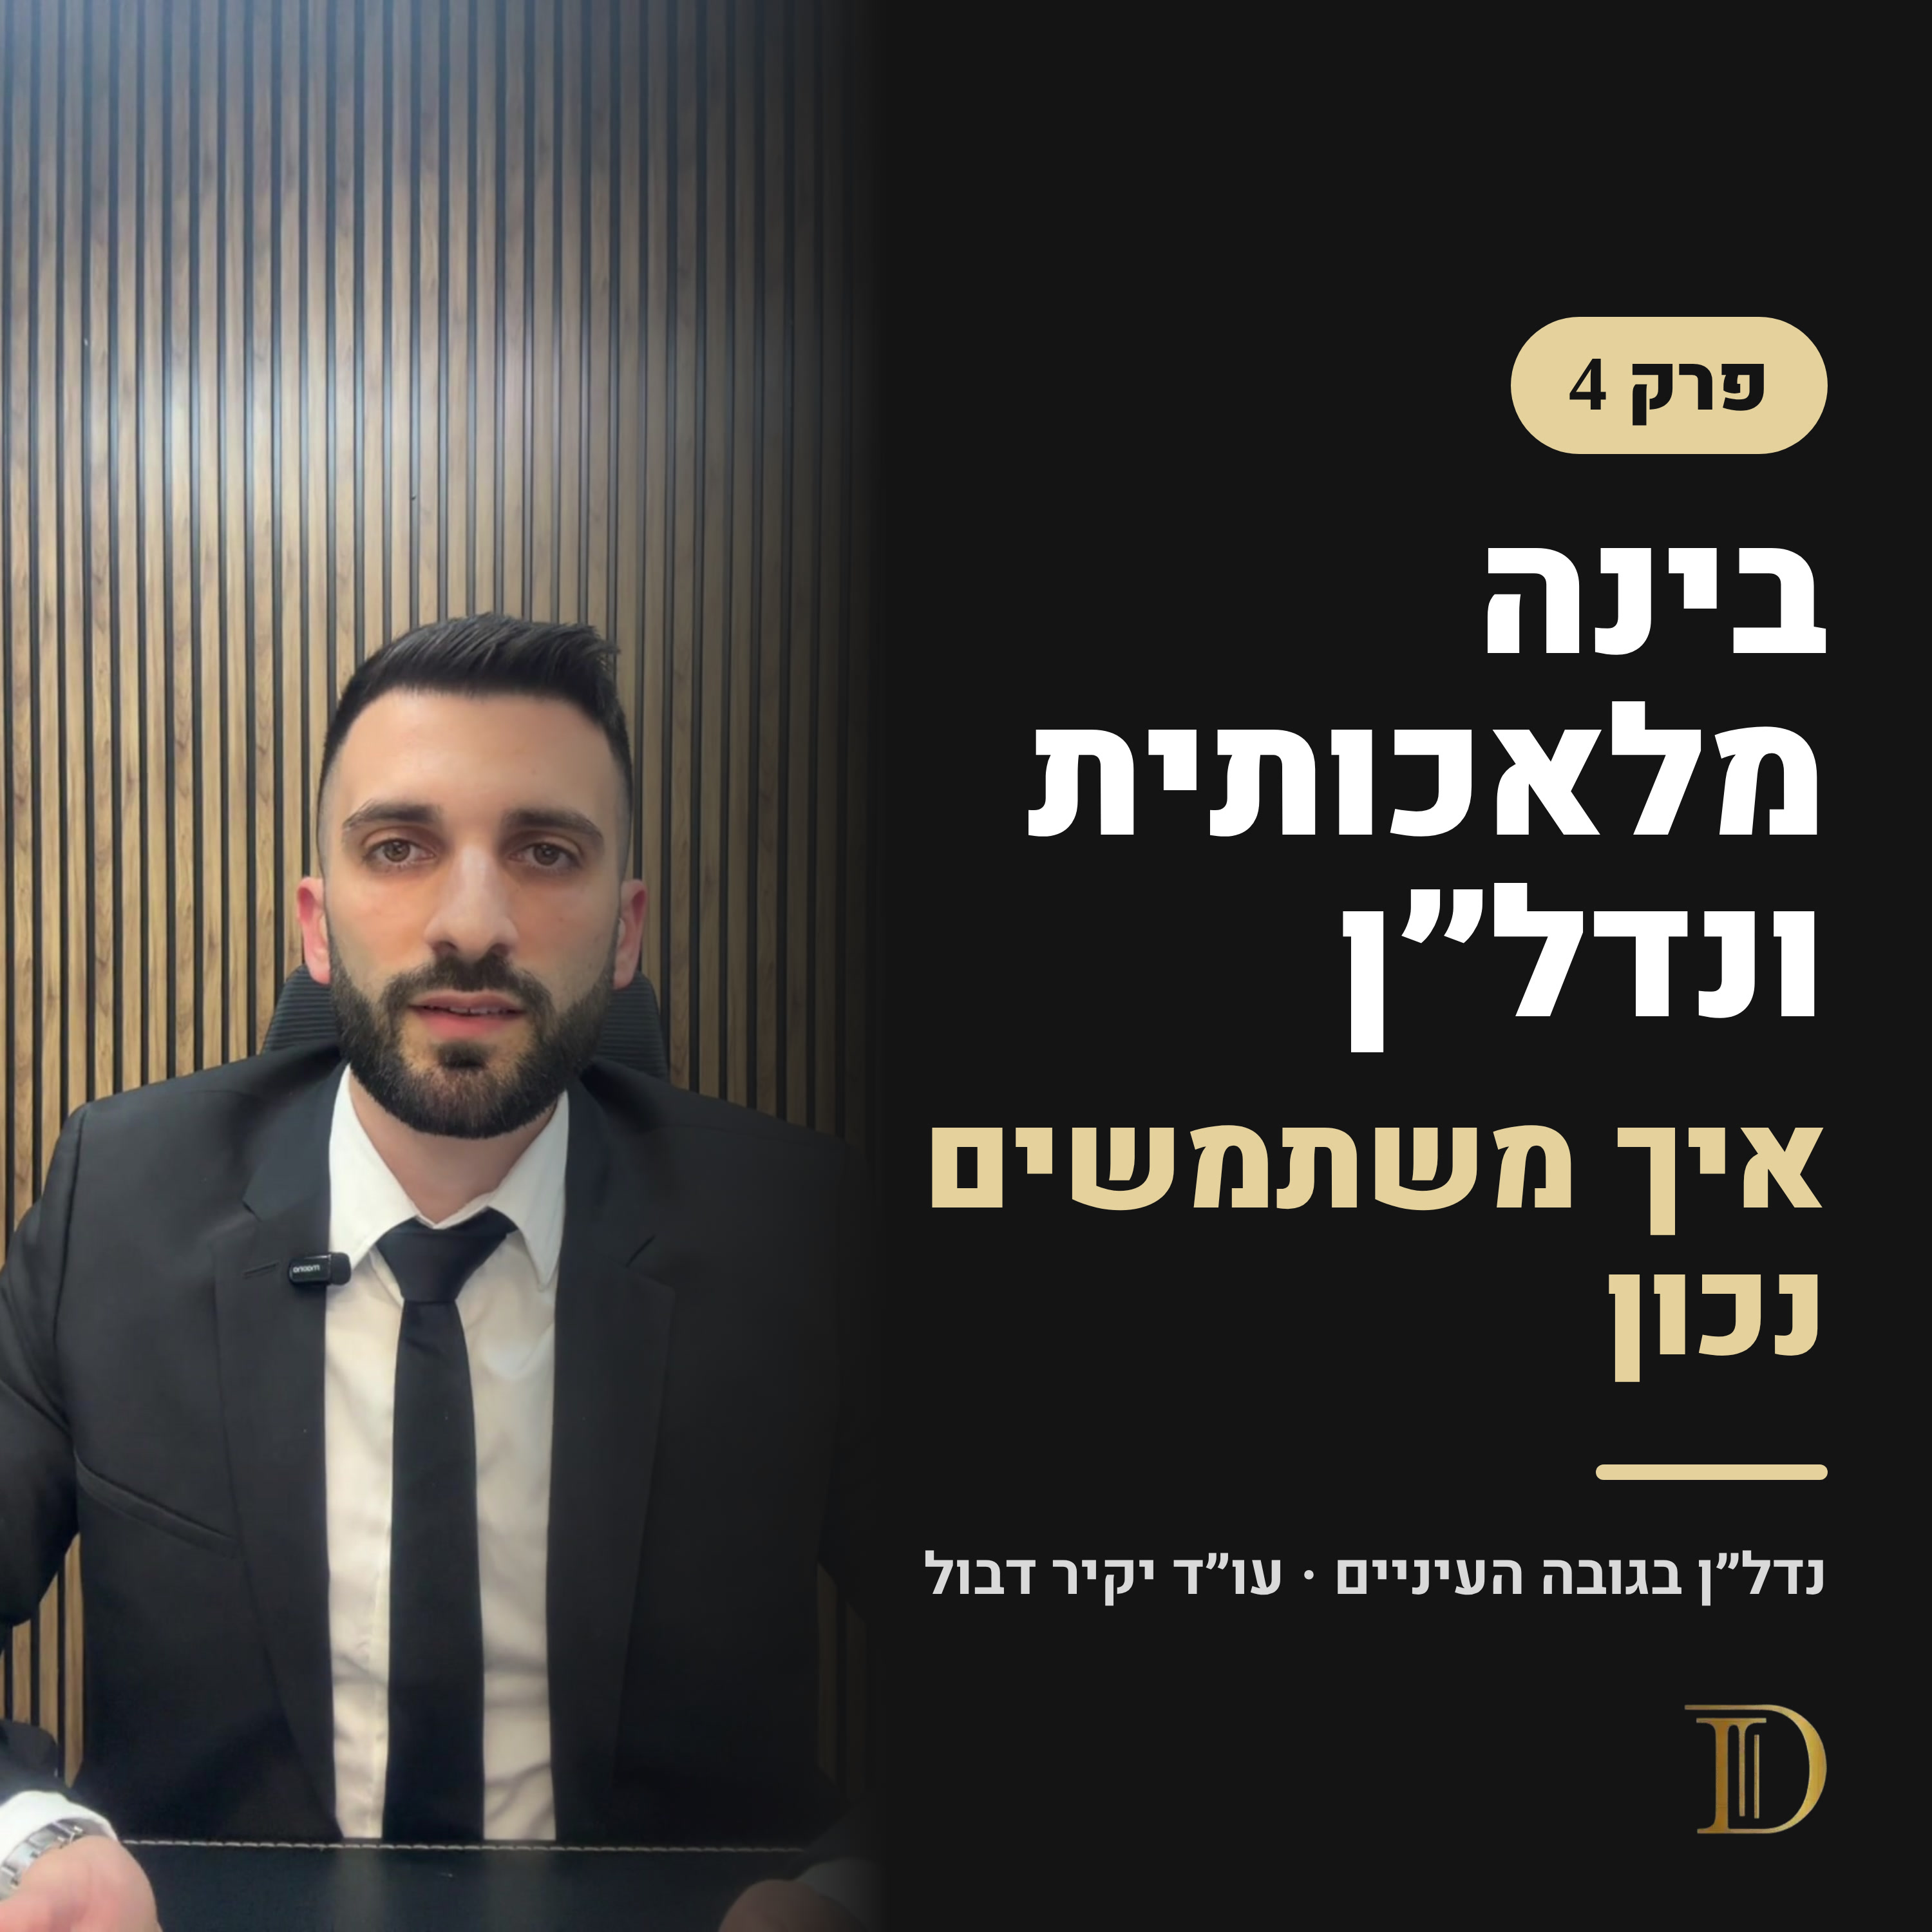 פרק 4
בינה
מלאכותית
ונדל״ן
איך משתמשים
נכון
נדל״ן בגובה העיניים • עו״ד יקיר דבול
D